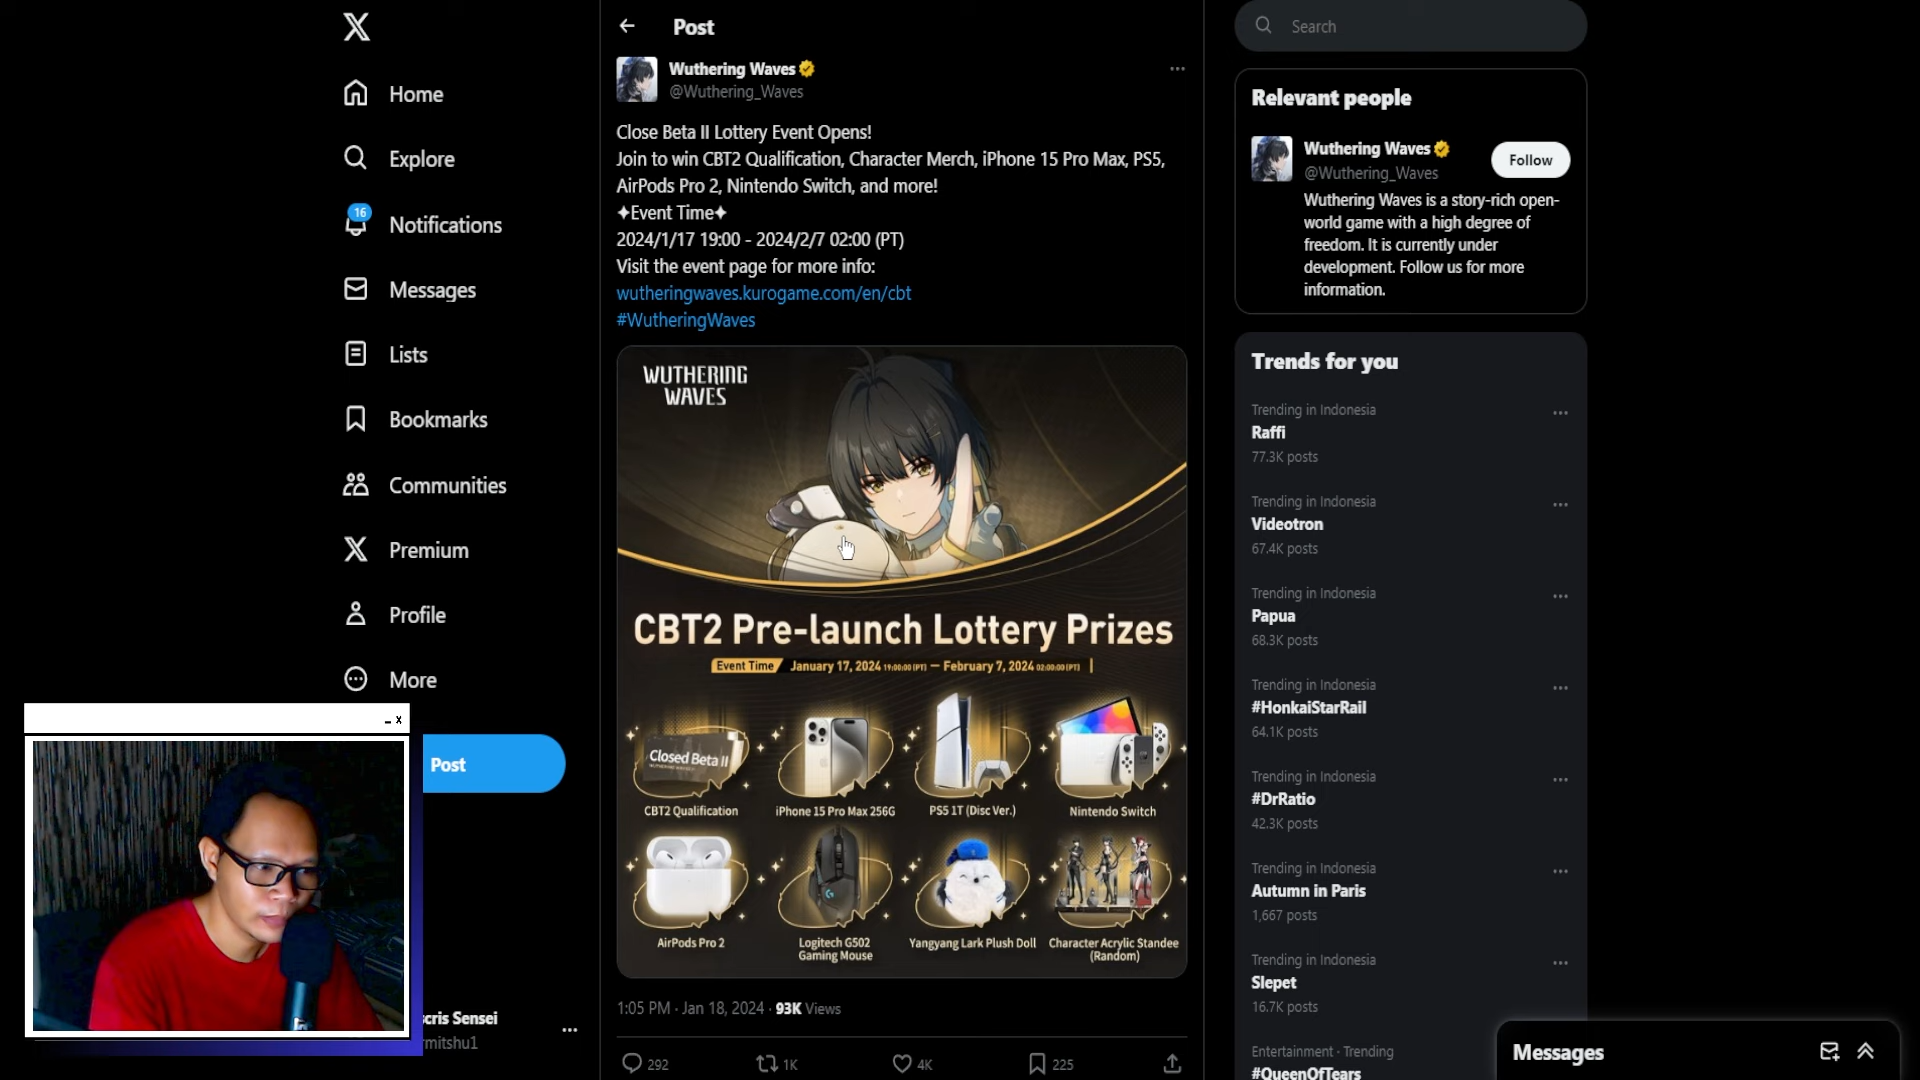 Home
Explore
16
Notifications
Messages
Lists
Bookmarks
Communities
Premium
Profile
More
Post
cris Sensei
rmitshu1
Post
Wuthering Waves
@Wuthering_Waves
Close Beta II Lottery Event Opens!
Join to win CBT2 Qualification, Character Merch, iPhone 15 Pro Max, PS5,
AirPods Pro 2, Nintendo Switch, and more!
✦Event Time✦
2024/1/17 19:00 - 2024/2/7 02:00 (PT)
Visit the event page for more info:
wutheringwaves.kurogame.com/en/cbt
#WutheringWaves
WUTHERING
WAVES
CBT2 Pre-launch Lottery Prizes
Event Time January 17, 2024 19:00:00 (PT) — February 7, 2024 02:00:00 (PT)
Closed Beta II
CBT2 Qualification
iPhone 15 Pro Max 256G
PS5 1T (Disc Ver.)
Nintendo Switch
AirPods Pro 2
Logitech G502
Gaming Mouse
Yangyang Lark Plush Doll
Character Acrylic Standee
(Random)
1:05 PM · Jan 18, 2024 · 93K Views
292
1K
4K
225
Search
Relevant people
Wuthering Waves
@Wuthering_Waves
Follow
Wuthering Waves is a story-rich open-
world game with a high degree of
freedom. It is currently under
development. Follow us for more
information.
Trends for you
Trending in Indonesia
Raffi
77.3K posts
Trending in Indonesia
Videotron
67.4K posts
Trending in Indonesia
Papua
68.3K posts
Trending in Indonesia
#HonkaiStarRail
64.1K posts
Trending in Indonesia
#DrRatio
42.3K posts
Trending in Indonesia
Autumn in Paris
1,667 posts
Trending in Indonesia
Slepet
16.7K posts
Entertainment · Trending
#QueenOfTears
Messages